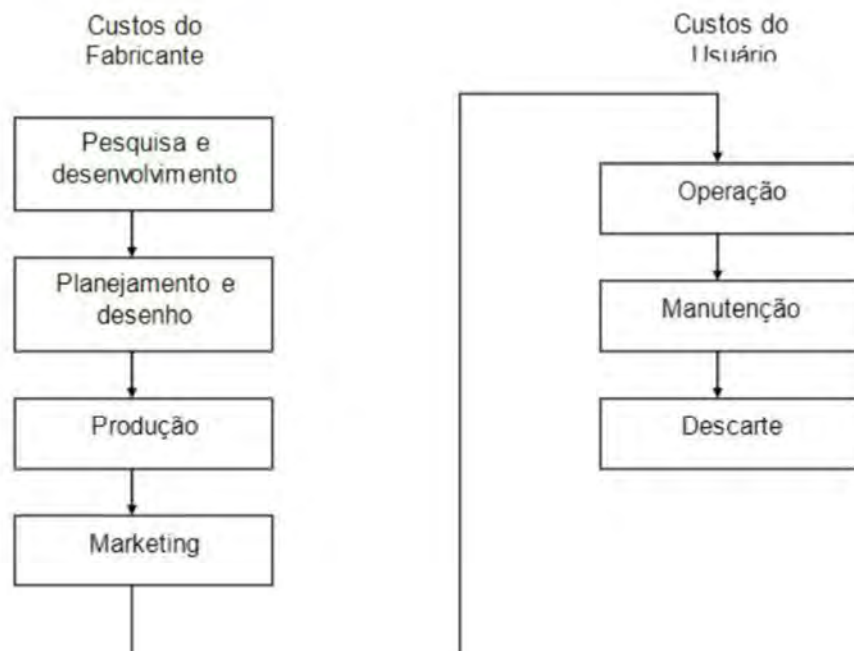 Custos do
Fabricante
Pesquisa e
desenvolvimento
Planejamento e
desenho
Produção
Marketing
Custos do
Usuário
Operação
Manutenção
Descarte